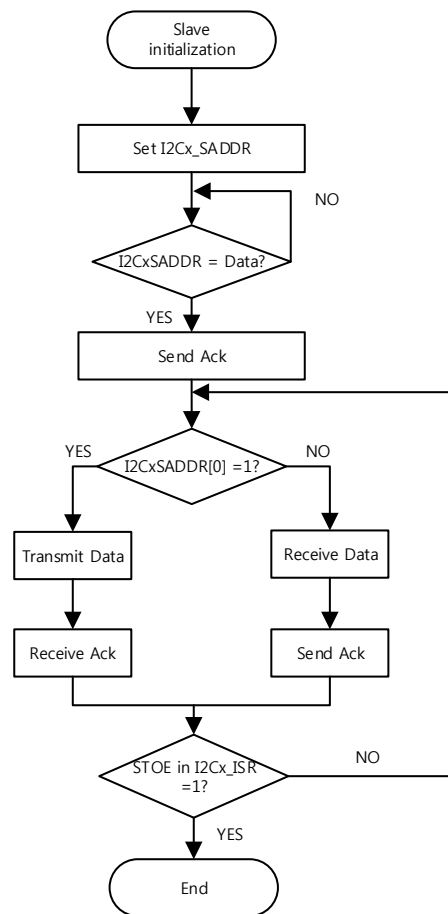 Slave
initialization
Set I2Cx_SADDR
NO
I2CxSADDR = Data?
YES
Send Ack
YES
NO
I2CxSADDR[0] =1?
Transmit Data
Receive Data
Receive Ack
Send Ack
STOE in I2Cx_ISR
=1?
NO
YES
End